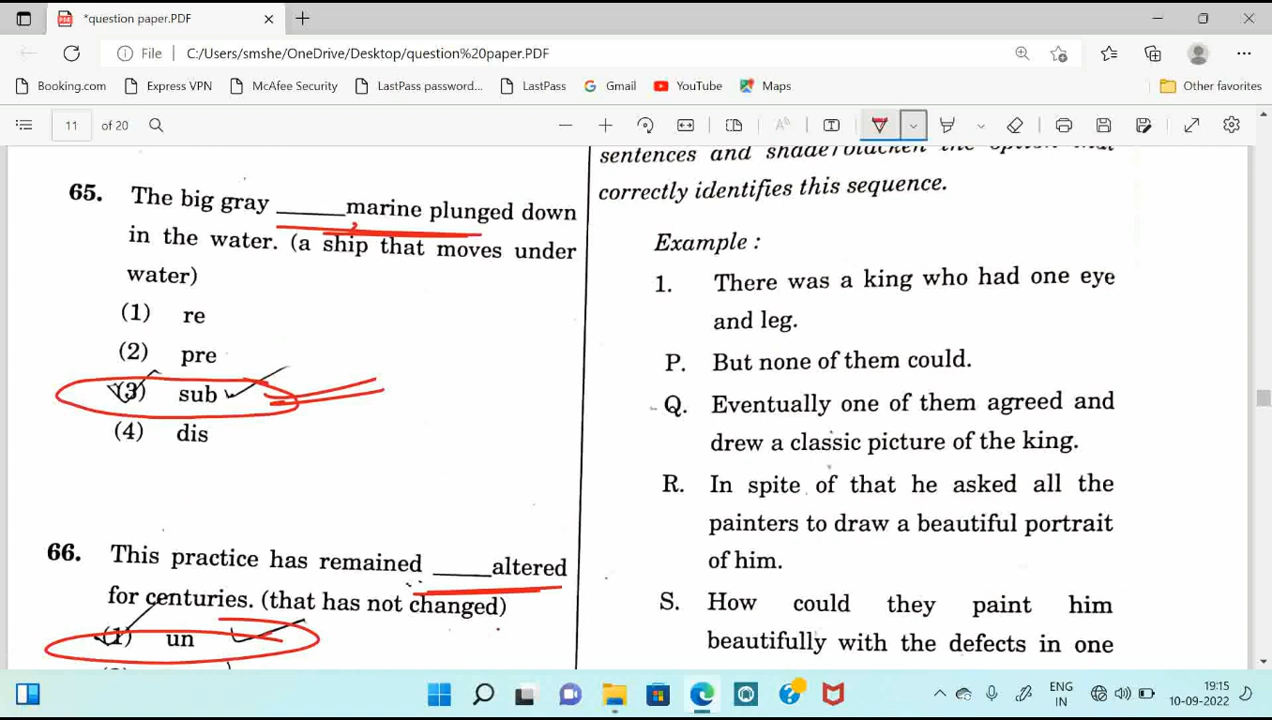 *question paper.PDF
File
C:/Users/smshe/OneDrive/Desktop/question%20paper.PDF
Booking.com
Express VPN
McAfee Security
LastPass password...
LastPass
Gmail
YouTube
Maps
Other favorites
11
of 20
65. The big gray ______marine plunged down
in the water. (a ship that moves under
water)
(1) re
(2) pre
(3) sub
(4) dis
66. This practice has remained _____altered
for centuries. (that has not changed)
(1) un
correctly identifies this sequence.
sentences and
Example :
1. There was a king who had one eye
and leg.
P. But none of them could.
Q. Eventually one of them agreed and
drew a classic picture of the king.
R. In spite of that he asked all the
painters to draw a beautiful portrait
of him.
S. How could they paint him
beautifully with the defects in one
ENG
IN
19:15
10-09-2022